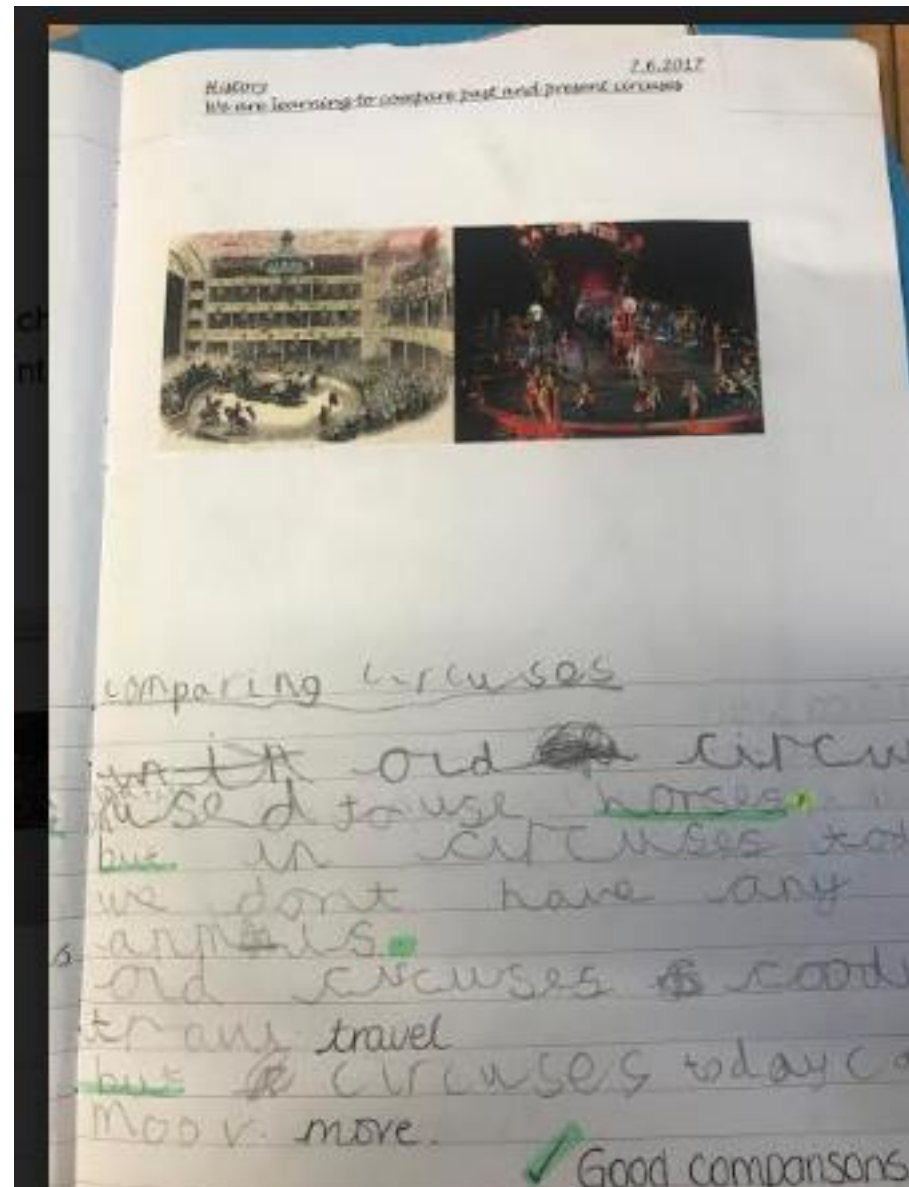 7.6.2017
History
We are learning to compare past and present circuses
comparing circuses
old circu
used to use horses.
but in circuses tod
we dont have any
old circuses
travel
but circuses today ca
moov. more.
✓ Good comparisons